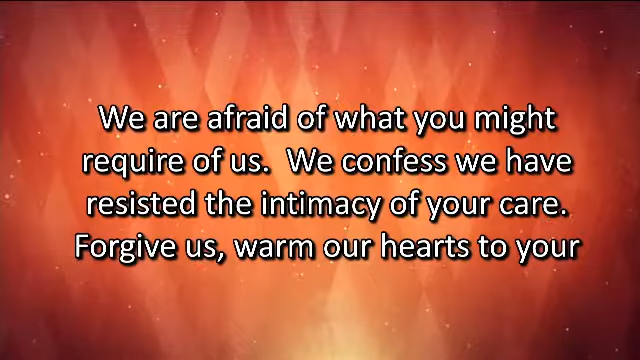 We are afraid of what you might
require of us.  We confess we have
resisted the intimacy of your care.
Forgive us, warm our hearts to your